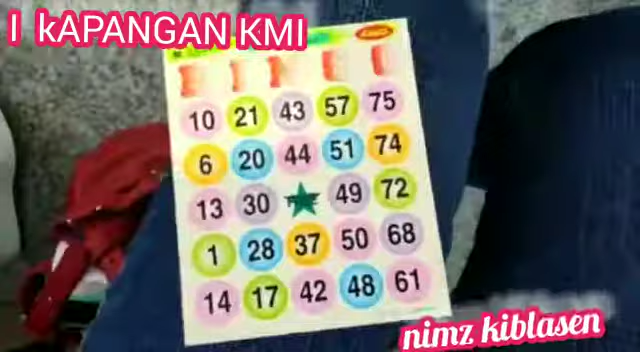 I kAPANGAN KMI
10 21 43 57 75
6 20 44 51 74
13 30 49 72
1 28 37 50 68
14 17 42 48 61
nimz kiblasen